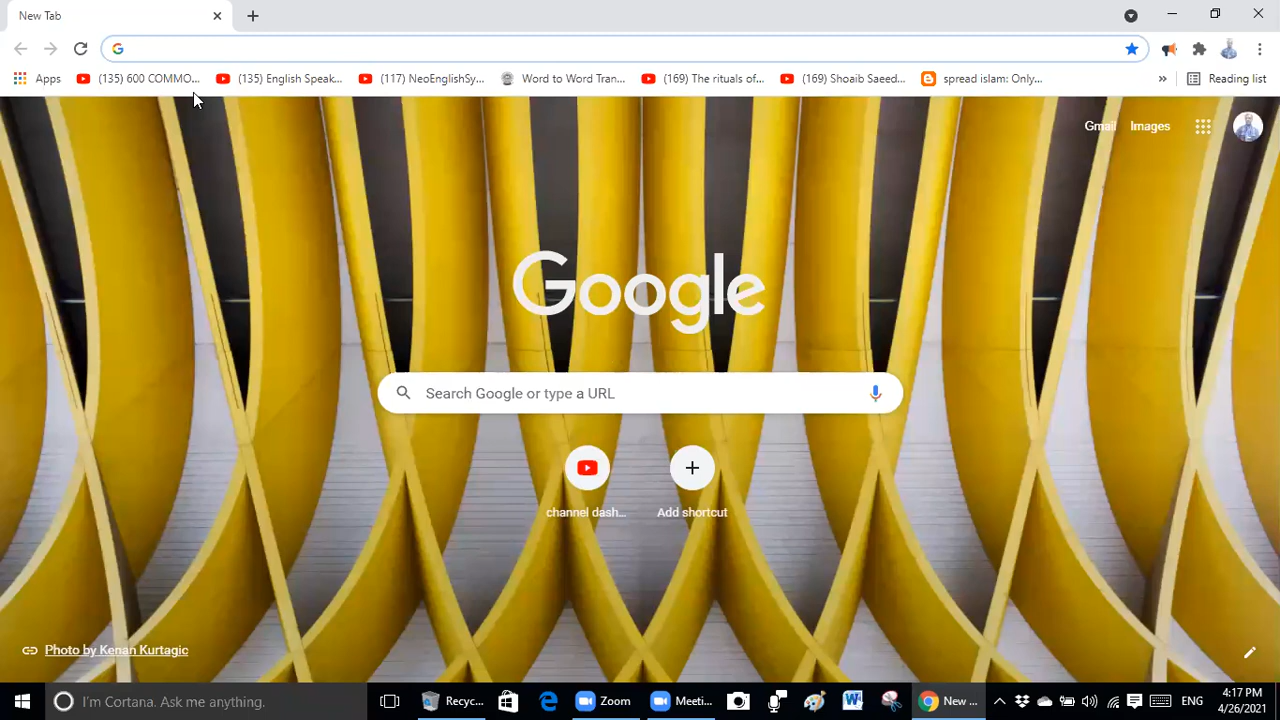 New Tab
Apps (135) 600 COMMO... (135) English Speak... (117) NeoEnglishSy... Word to Word Tran... (169) The rituals of... (169) Shoaib Saeed... spread islam: Only... » Reading list
Gmail Images
Google
Search Google or type a URL
channel dash... Add shortcut
Photo by Kenan Kurtagic
I'm Cortana. Ask me anything. Recyc... Zoom Meeti... New ... ENG 4:17 PM
4/26/2021